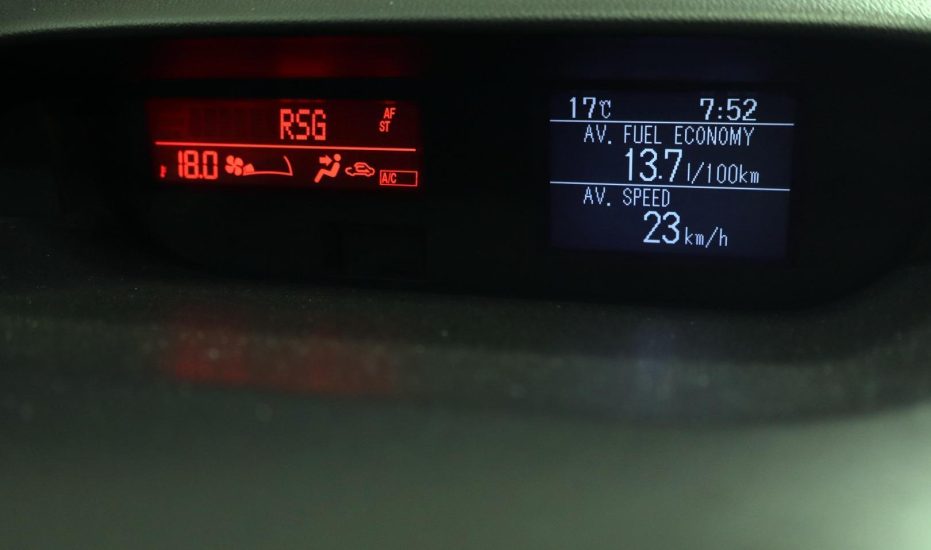 RSG
AF
ST
18.0
A/C
17℃ 7:52
AV. FUEL ECONOMY
13.7 l/100km
AV. SPEED
23 km/h